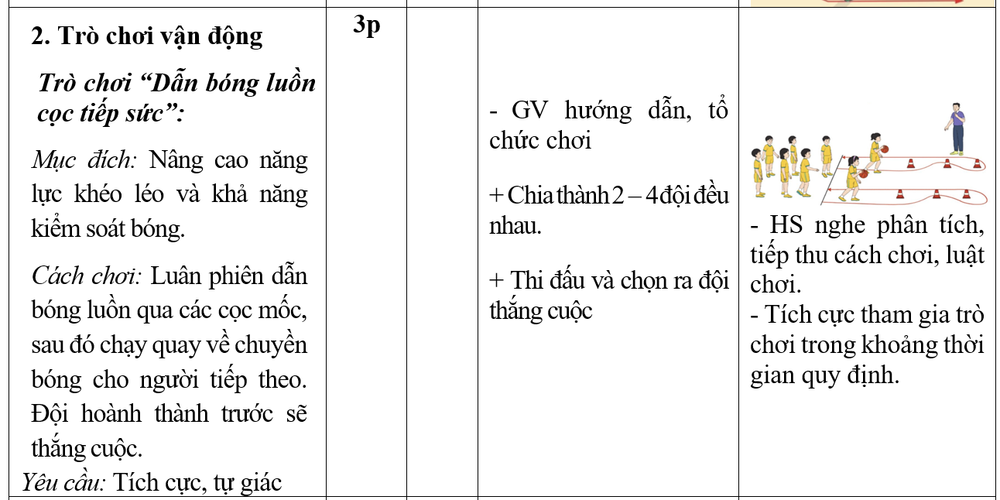 2. Trò chơi vận động
Trò chơi “Dẫn bóng luồn
cọc tiếp sức”:
Mục đích: Nâng cao năng
lực khéo léo và khả năng
kiểm soát bóng.
Cách chơi: Luân phiên dẫn
bóng luồn qua các cọc mốc,
sau đó chạy quay về chuyền
bóng cho người tiếp theo.
Đội hoành thành trước sẽ
thắng cuộc.
Yêu cầu: Tích cực, tự giác
3p
- GV hướng dẫn, tổ
chức chơi
+ Chia thành 2 – 4 đội đều
nhau.
+ Thi đấu và chọn ra đội
thắng cuộc
- HS nghe phân tích,
tiếp thu cách chơi, luật
chơi.
- Tích cực tham gia trò
chơi trong khoảng thời
gian quy định.